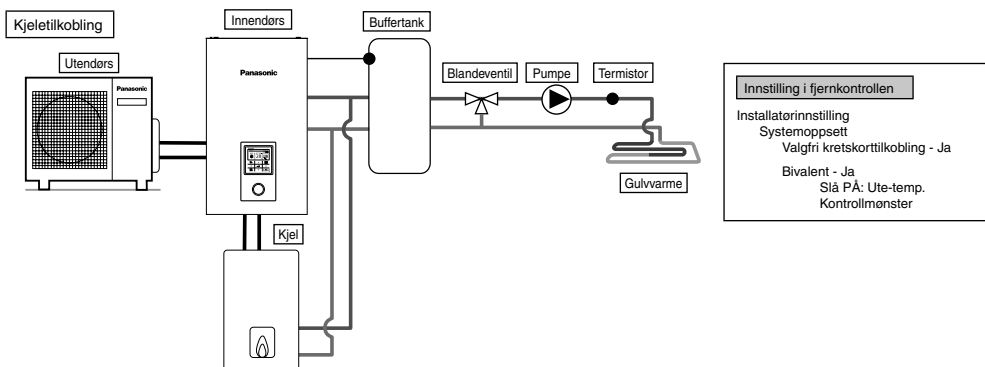 Kjeletilkobling
Innendørs
Buffertank
Utendørs
Panasonic
Panasonic
Blandeventil
Pumpe
Termistor
Gulvvarme
Kjel
Innstilling i fjernkontrollen
Installatørinnstilling
Systemoppsett
Valgfri kretskorttilkobling - Ja
Bivalent - Ja
Slå PÅ: Ute-temp.
Kontrollmønster